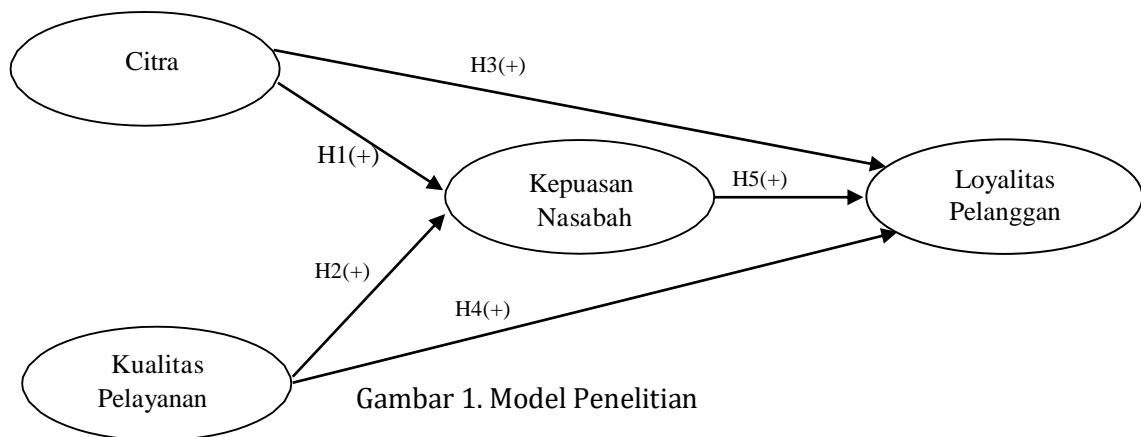 Citra
H3(+)
H1(+)
Kepuasan
Nasabah
H5(+)
Loyalitas
Pelanggan
H2(+)
H4(+)
Kualitas
Pelayanan
Gambar 1. Model Penelitian